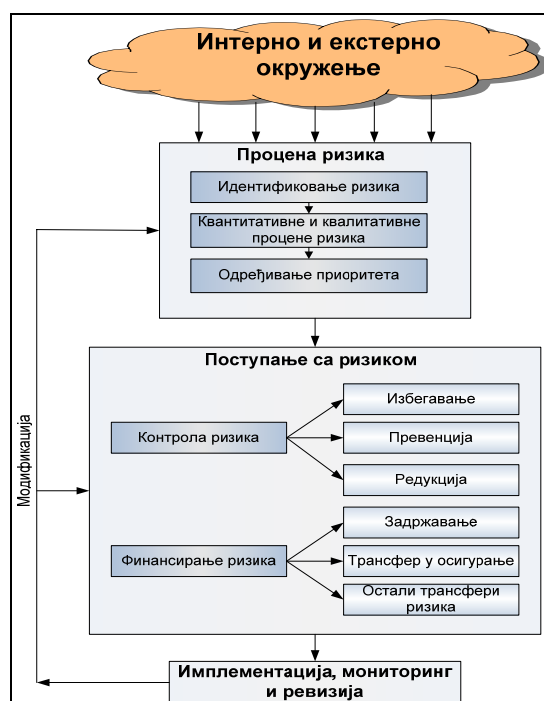 Интерно и екстерно
окружење
Процена ризика
Идентификовање ризика
Квантитативне и квалитативне
процене ризика
Одређивање приоритета
Поступање са ризиком
Контрола ризика
Избегавање
Превенција
Редукција
Финансирање ризика
Задржавање
Трансфер у осигурање
Остали трансфери
ризика
Имплементација, мониторинг
и ревизија
Модификација